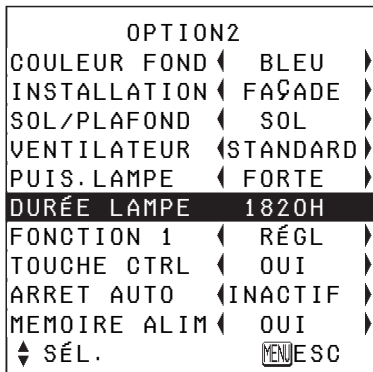 OPTION2
COULEUR FOND BLEU
INSTALLATION FAÇADE
SOL/PLAFOND SOL
VENTILATEUR STANDARD
PUIS.LAMPE FORTE
DURÉE LAMPE 1820H
FONCTION 1 RÉGL
TOUCHE CTRL OUI
ARRET AUTO INACTIF
MEMOIRE ALIM OUI
SÉL. MENU ESC